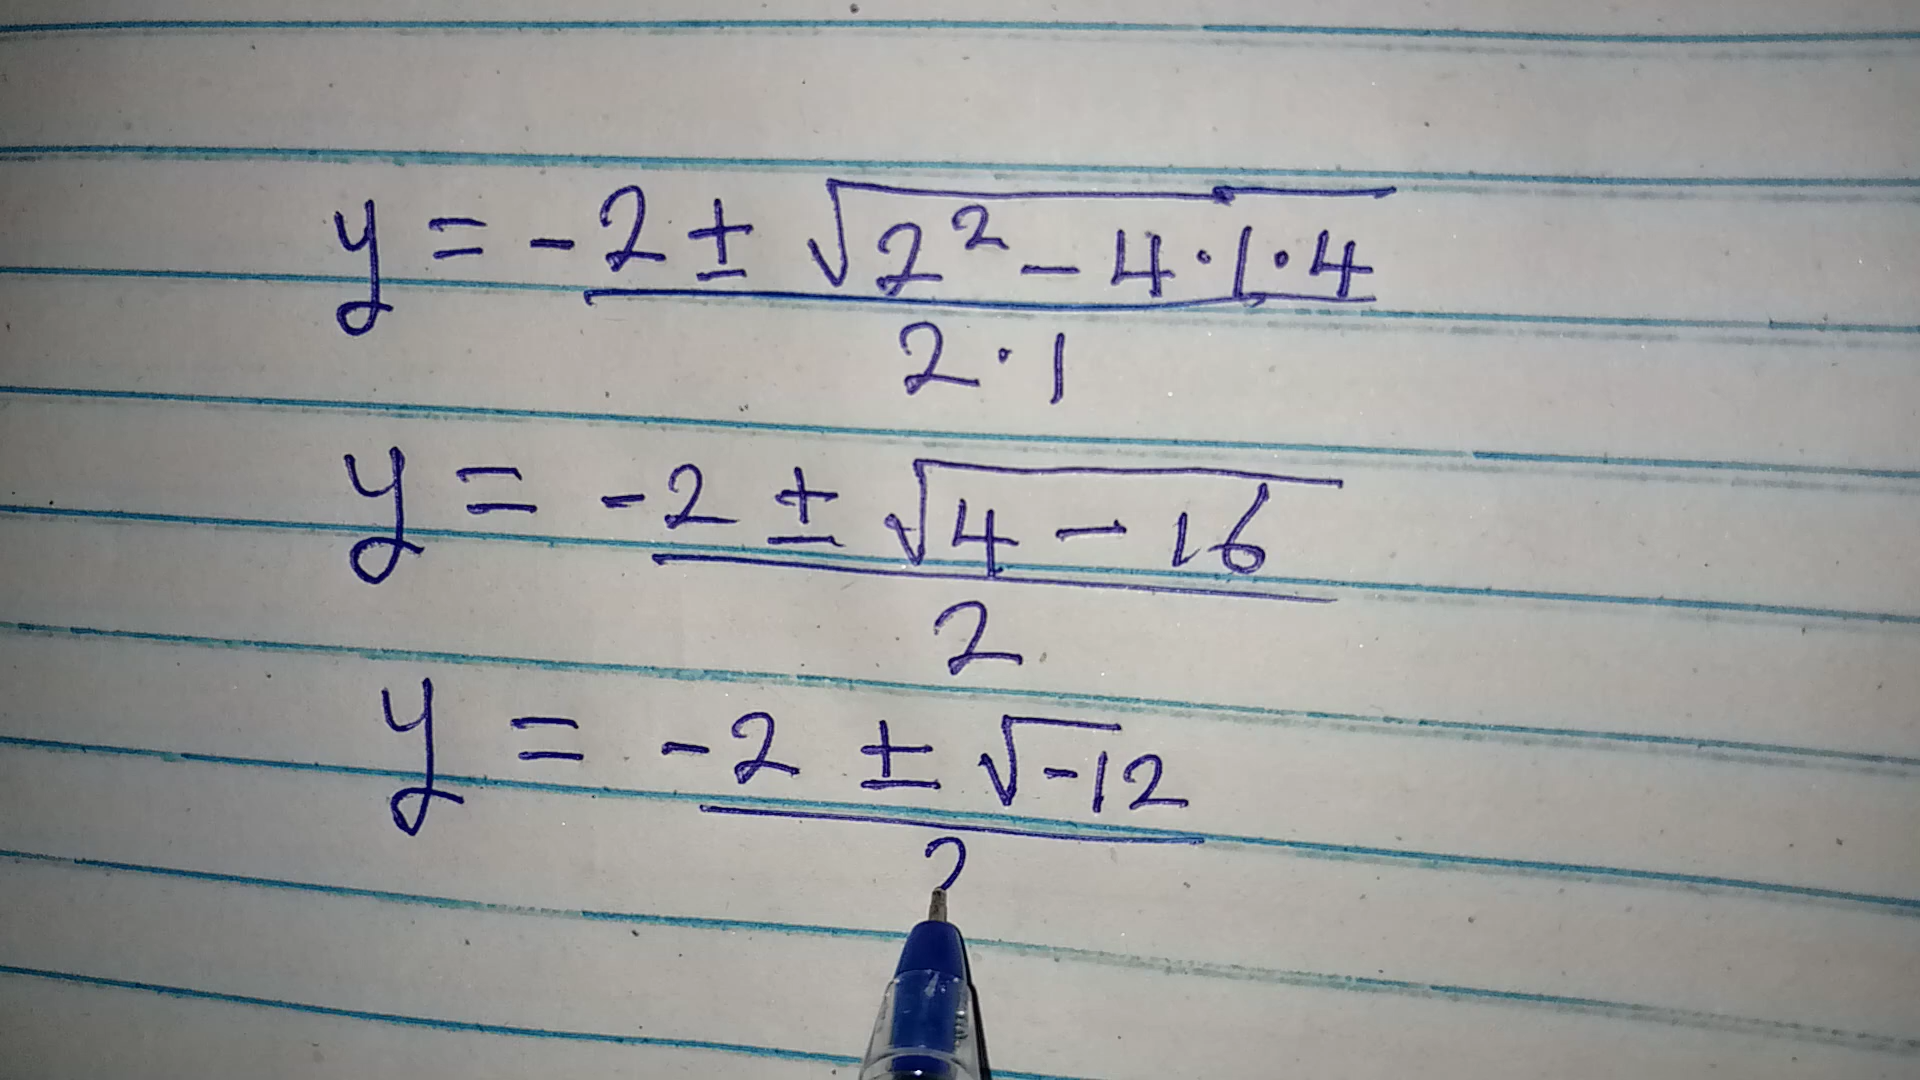 y = -2 ± √(2² - 4·1·4) / 2·1
y = -2 ± √(4 - 16) / 2
y = -2 ± √-12 / 2